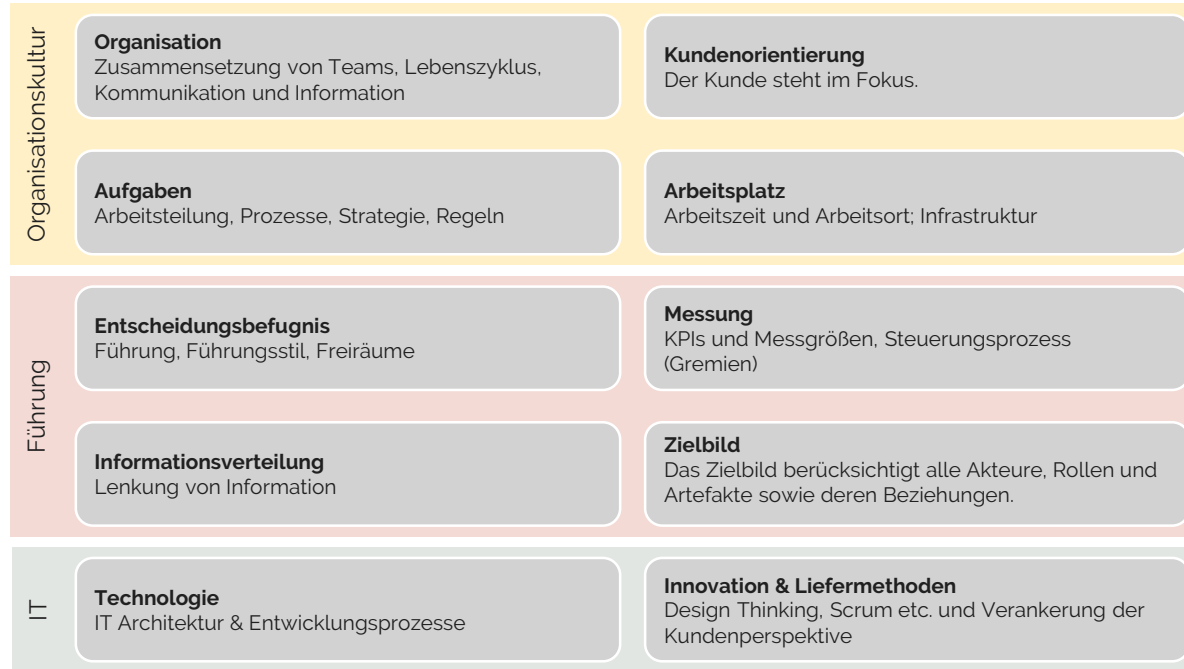 Organisationskultur
Organisation
Zusammensetzung von Teams, Lebenszyklus,
Kommunikation und Information
Kundenorientierung
Der Kunde steht im Fokus.
Aufgaben
Arbeitsteilung, Prozesse, Strategie, Regeln
Arbeitsplatz
Arbeitszeit und Arbeitsort; Infrastruktur
Führung
Entscheidungsbefugnis
Führung, Führungsstil, Freiräume
Messung
KPIs und Messgrößen, Steuerungsprozess
(Gremien)
Informationsverteilung
Lenkung von Information
Zielbild
Das Zielbild berücksichtigt alle Akteure, Rollen und
Artefakte sowie deren Beziehungen.
IT
Technologie
IT Architektur & Entwicklungsprozesse
Innovation & Liefermethoden
Design Thinking, Scrum etc. und Verankerung der
Kundenperspektive